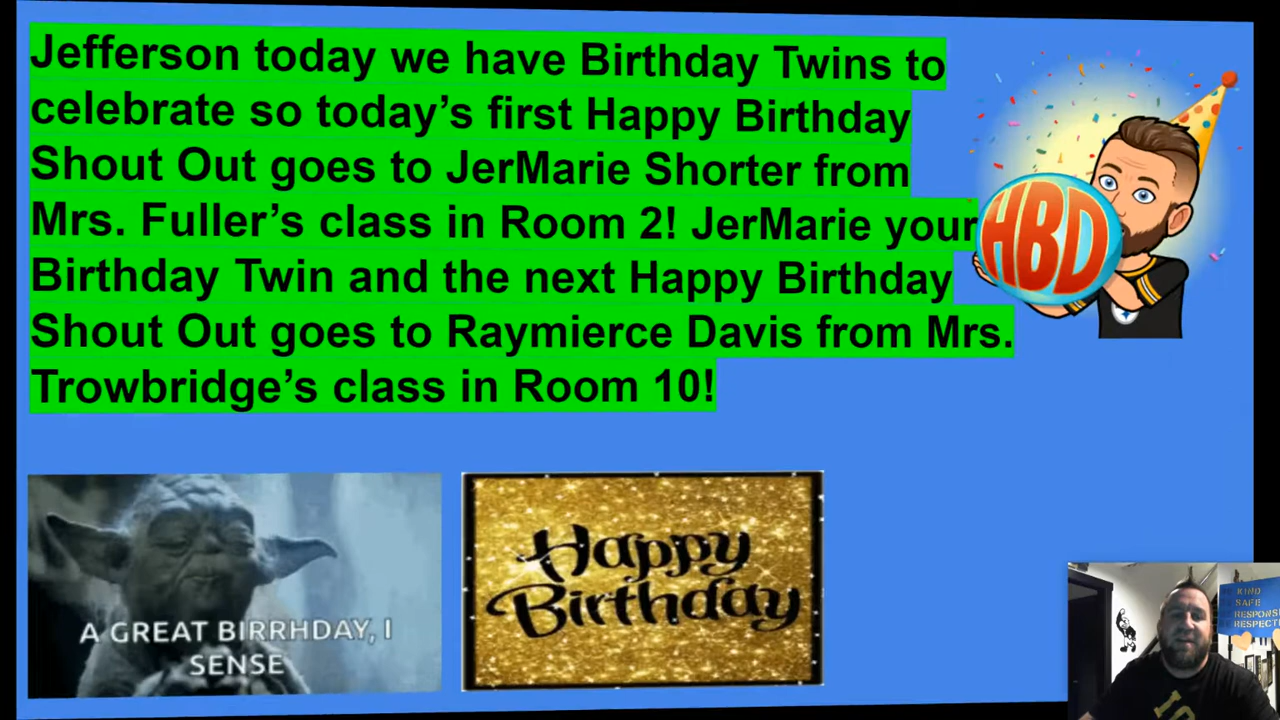 Jefferson today we have Birthday Twins to
celebrate so today’s first Happy Birthday
Shout Out goes to JerMarie Shorter from
Mrs. Fuller’s class in Room 2! JerMarie your
Birthday Twin and the next Happy Birthday
Shout Out goes to Raymierce Davis from Mrs.
Trowbridge’s class in Room 10!
HBD
A GREAT BIRRHDAY, I
SENSE
Happy
Birthday
KIND
SAFE